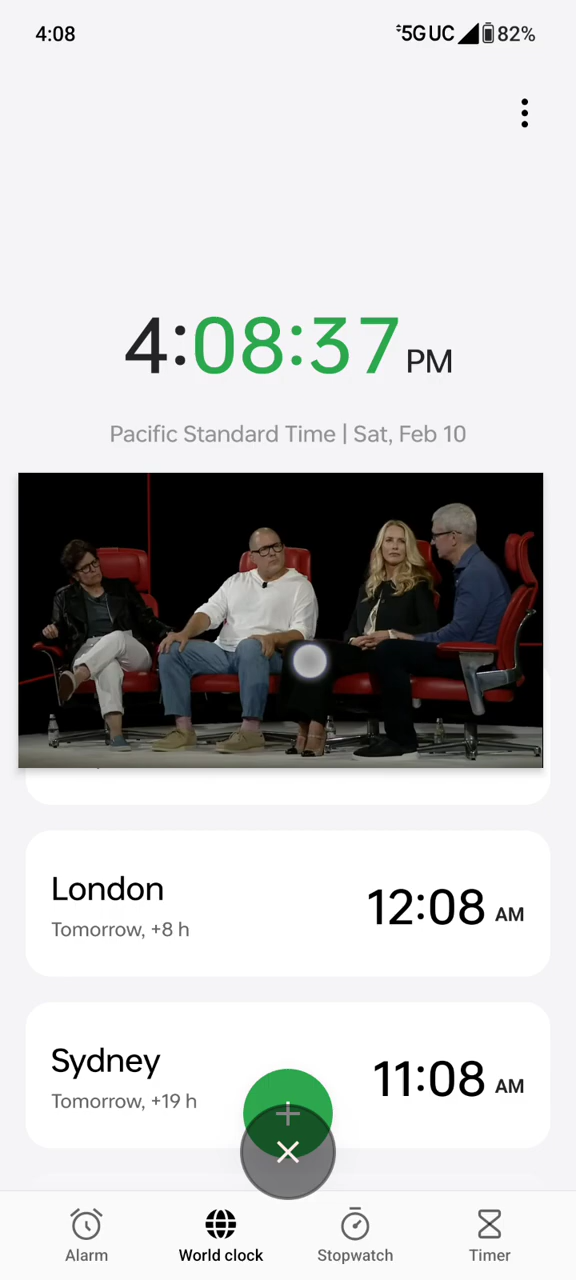 4:08
5G UC 82%
4:08:37 PM
Pacific Standard Time | Sat, Feb 10
London
Tomorrow, +8 h
12:08 AM
Sydney
Tomorrow, +19 h
11:08 AM
Alarm
World clock
Stopwatch
Timer